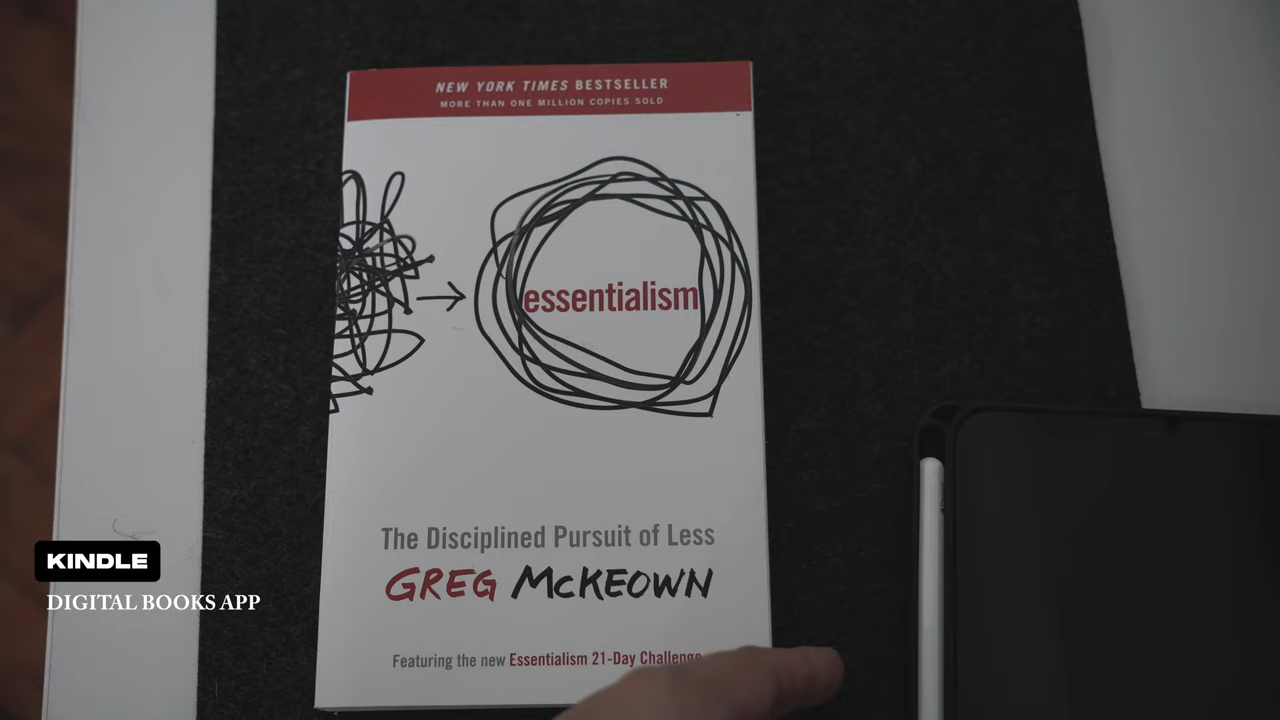 NEW YORK TIMES BESTSELLER
MORE THAN ONE MILLION COPIES SOLD
essentialism
The Disciplined Pursuit of Less
GREG McKEOWN
Featuring the new Essentialism 21-Day Challenge
KINDLE
DIGITAL BOOKS APP